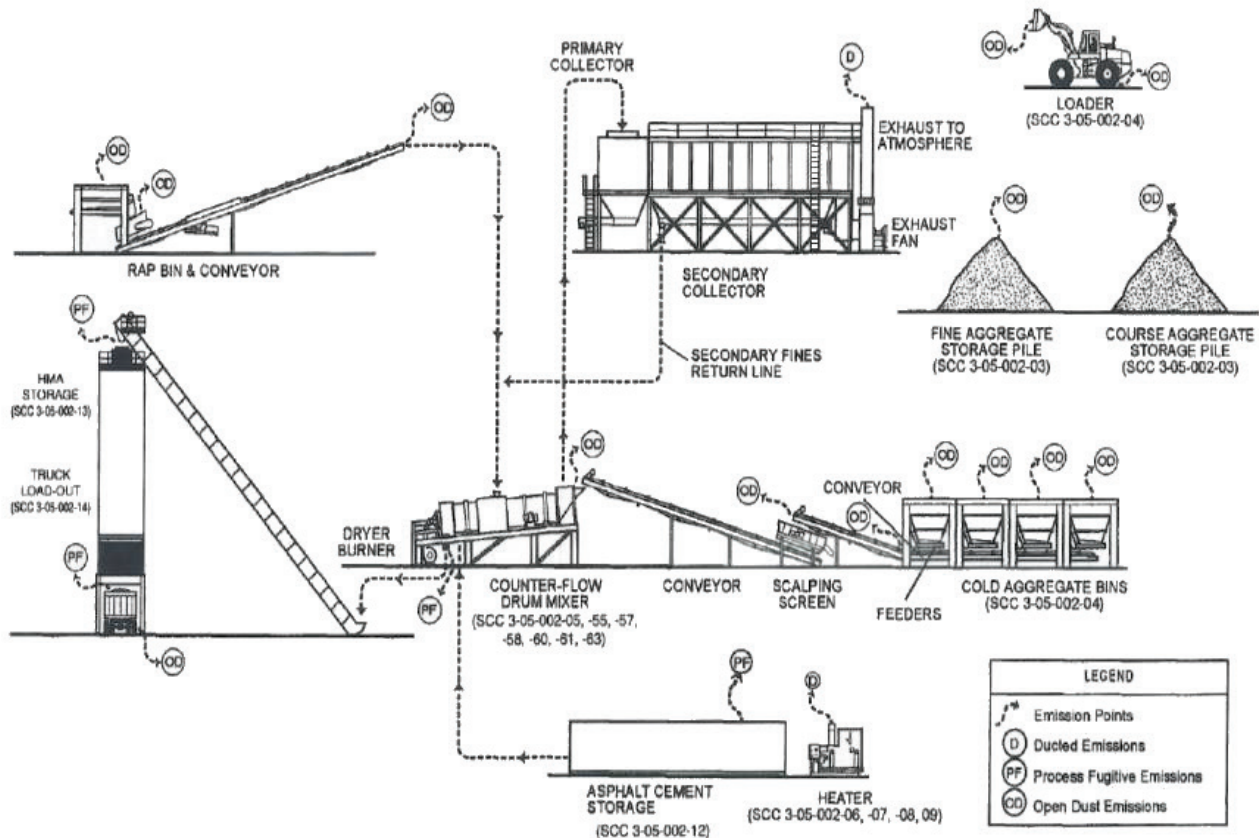 OD
OD
OD
RAP BIN & CONVEYOR
PRIMARY
COLLECTOR
D
EXHAUST TO
ATMOSPHERE
EXHAUST
FAN
SECONDARY
COLLECTOR
SECONDARY FINES
RETURN LINE
OD
OD
LOADER
(SCC 3-05-002-04)
OD
OD
FINE AGGREGATE
STORAGE PILE
(SCC 3-05-002-03)
COURSE AGGREGATE
STORAGE PILE
(SCC 3-05-002-03)
PF
HMA
STORAGE
(SCC 3-05-002-13)
TRUCK
LOAD-OUT
(SCC 3-05-002-14)
PF
OD
DRYER
BURNER
PF
OD
COUNTER-FLOW
DRUM MIXER
(SCC 3-05-002-05, -55, -57,
-58, -60, -61, -63)
CONVEYOR
OD
SCALPING
SCREEN
CONVEYOR
OD
OD
OD
OD
OD
FEEDERS
COLD AGGREGATE BINS
(SCC 3-05-002-04)
PF
ASPHALT CEMENT
STORAGE
(SCC 3-05-002-12)
D
HEATER
(SCC 3-05-002-06, -07, -08, 09)
LEGEND
Emission Points
D Ducted Emissions
PF Process Fugitive Emissions
OD Open Dust Emissions